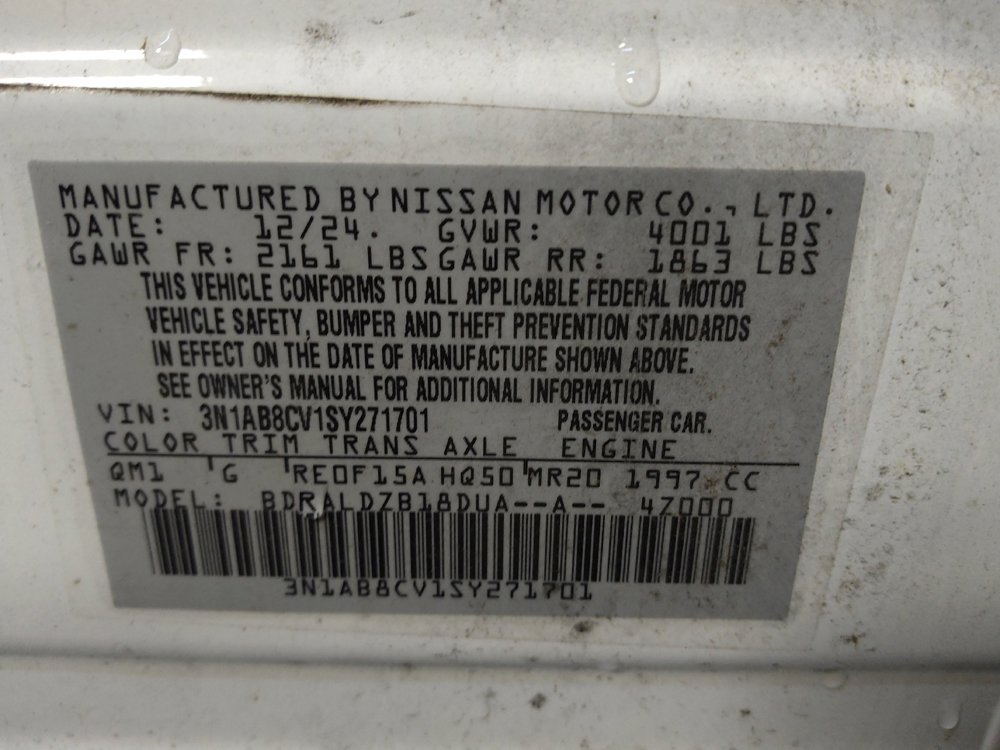 MANUFACTURED BY NISSAN MOTOR CO., LTD.
DATE: 12/24. GVWR: 4001 LBS
GAWR FR: 2161 LBS GAWR RR: 1863 LBS
THIS VEHICLE CONFORMS TO ALL APPLICABLE FEDERAL MOTOR
VEHICLE SAFETY, BUMPER AND THEFT PREVENTION STANDARDS
IN EFFECT ON THE DATE OF MANUFACTURE SHOWN ABOVE.
SEE OWNER'S MANUAL FOR ADDITIONAL INFORMATION.
VIN: 3N1AB8CV1SY271701 PASSENGER CAR.
COLOR TRIM TRANS AXLE ENGINE
QM1 G RE0F15A HQ50 MR20 1997 CC
MODEL: BDRALDZB18DUA--A-- 4Z000
3N1AB8CV1SY271701